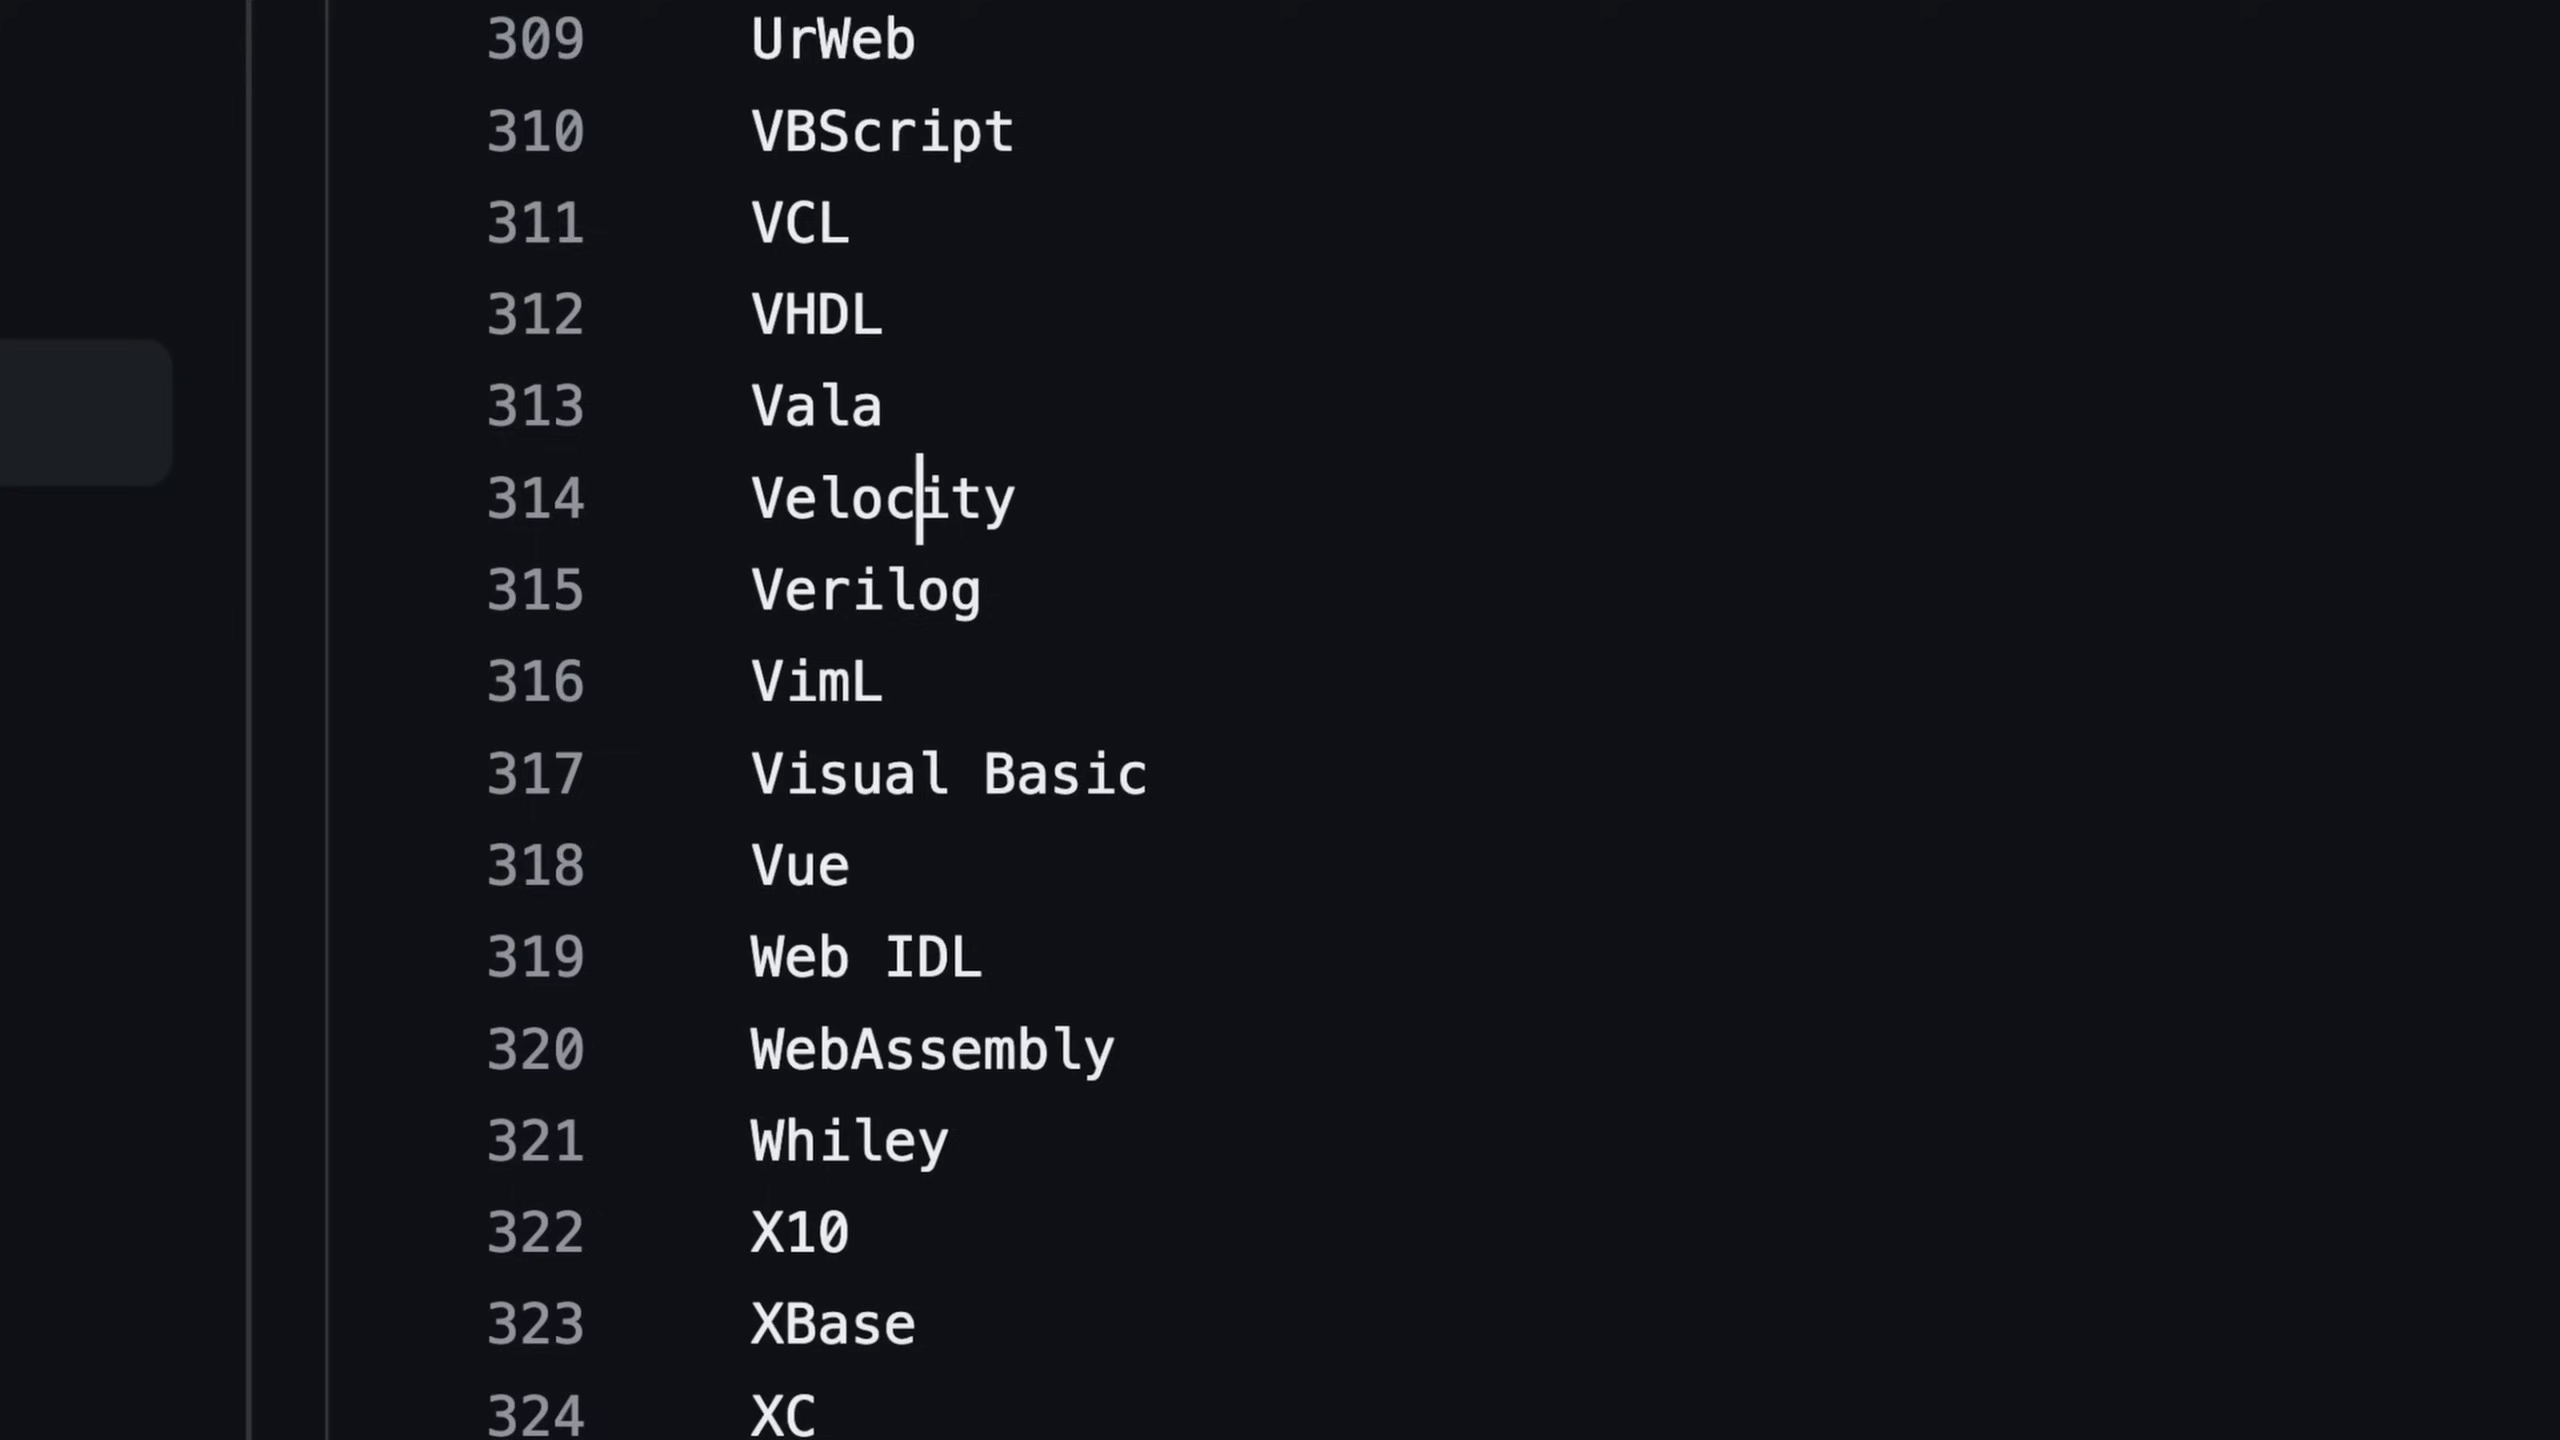 309 UrWeb
310 VBScript
311 VCL
312 VHDL
313 Vala
314 Velocity
315 Verilog
316 VimL
317 Visual Basic
318 Vue
319 Web IDL
320 WebAssembly
321 Whiley
322 X10
323 XBase
324 XC